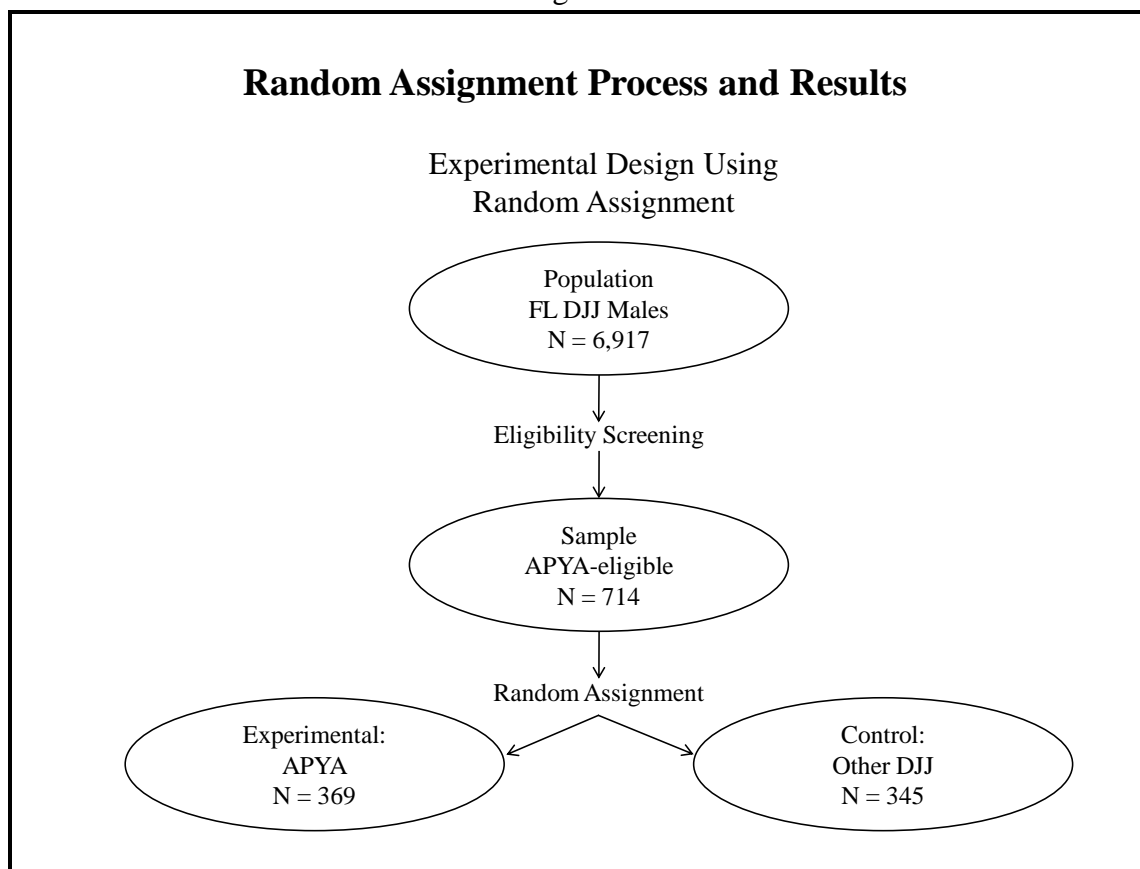 Random Assignment Process and Results
Experimental Design Using
Random Assignment
Population
FL DJJ Males
N = 6,917
Eligibility Screening
Sample
APYA-eligible
N = 714
Random Assignment
Experimental:
APYA
N = 369
Control:
Other DJJ
N = 345